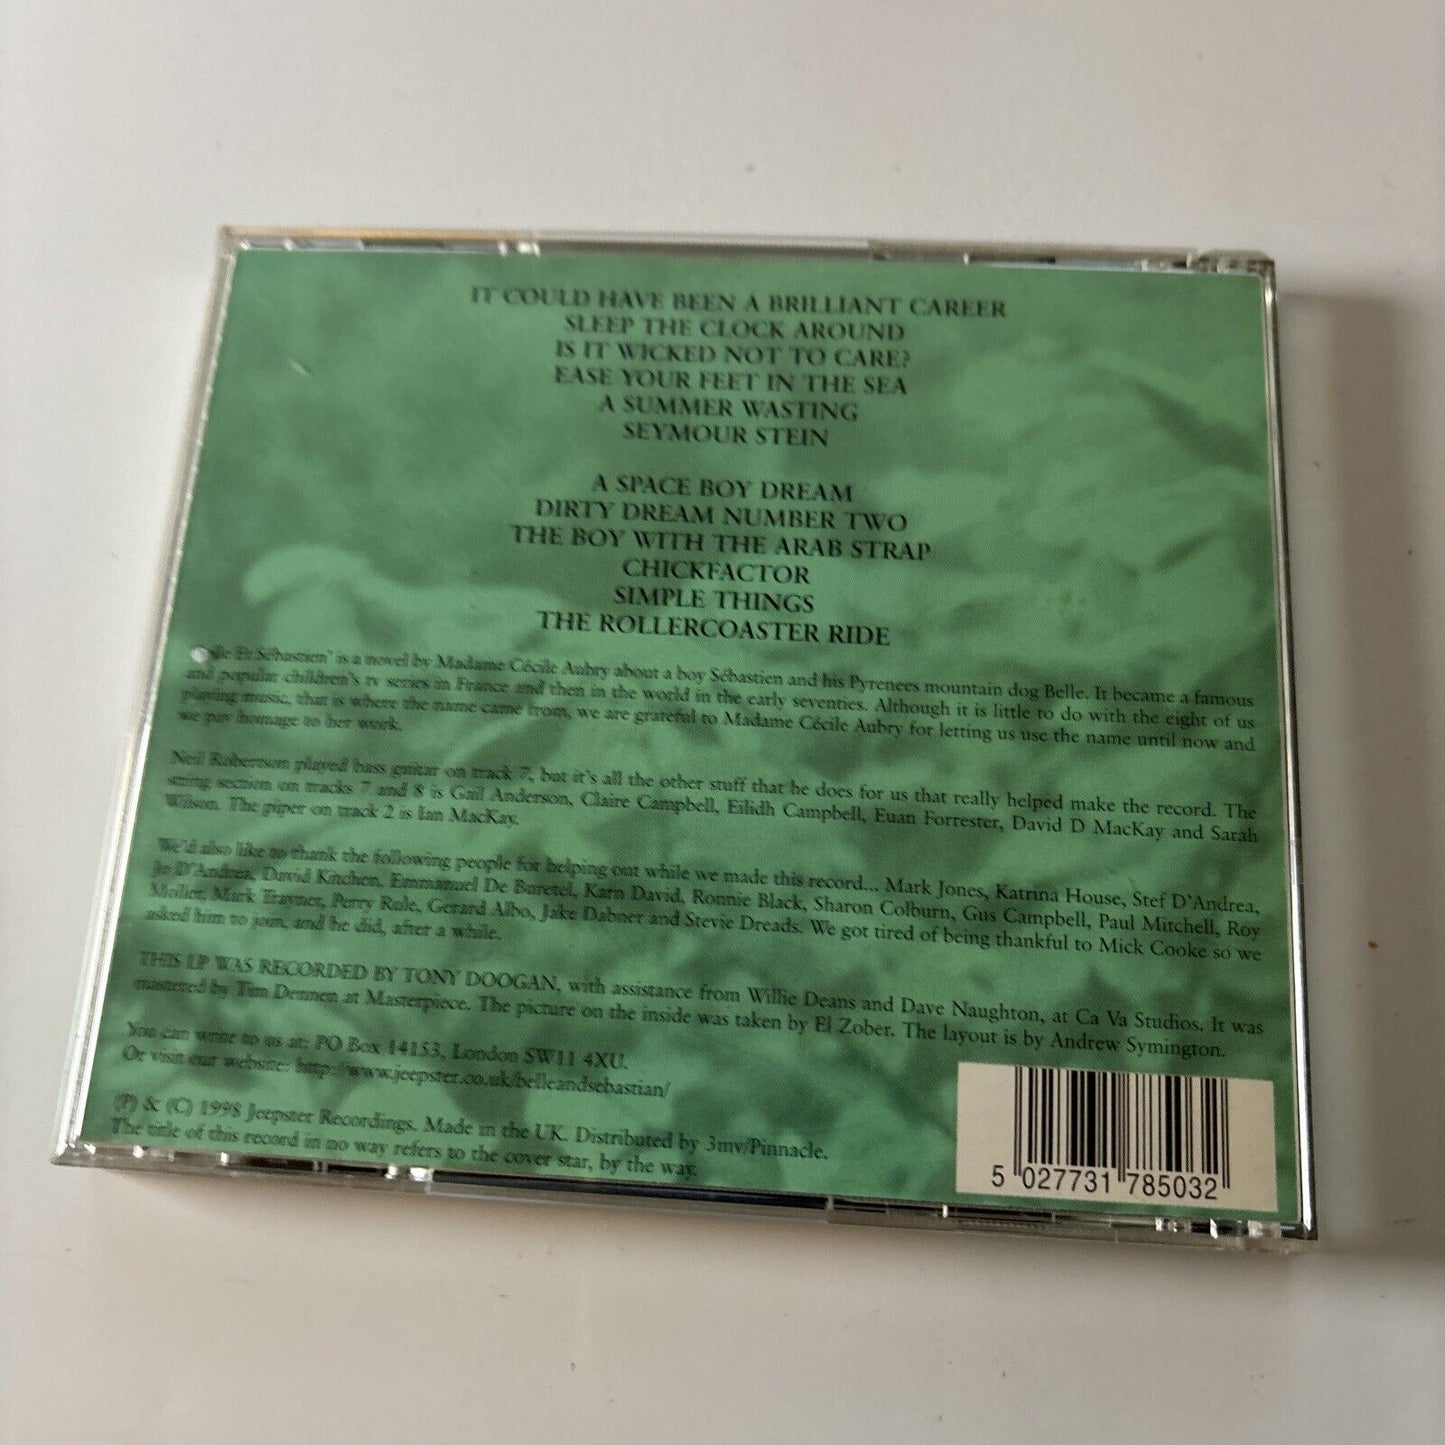 IT COULD HAVE BEEN A BRILLIANT CAREER
SLEEP THE CLOCK AROUND
IS IT WICKED NOT TO CARE?
EASE YOUR FEET IN THE SEA
A SUMMER WASTING
SEYMOUR STEIN
A SPACE BOY DREAM
DIRTY DREAM NUMBER TWO
THE BOY WITH THE ARAB STRAP
CHICKFACTOR
SIMPLE THINGS
THE ROLLERCOASTER RIDE
Et Sébastien' is a novel by Madame Cécile Aubry about a boy Sébastien and his Pyrenees mountain dog Belle. It became a famous
and popular children's tv series in France and then in the world in the early seventies. Although it is little to do with the eight of us
playing music, that is where the name came from, we are grateful to Madame Cécile Aubry for letting us use the name until now and
we pay homage to her work.
Neil Robertson played bass guitar on track 7, but it's all the other stuff that he does for us that really helped make the record. The
string section on tracks 7 and 8 is Gail Anderson, Claire Campbell, Eilidh Campbell, Euan Forrester, David D MacKay and Sarah
Wilson. The piper on track 2 is Ian MacKay.
We'd also like to thank the following people for helping out while we made this record... Mark Jones, Katrina House, Stef D'Andrea,
Jo D'Andrea, David Kitchen, Emmanuel De Buretel, Karn David, Ronnie Black, Sharon Colburn, Gus Campbell, Paul Mitchell, Roy
Moller, Mark Trayner, Perry Rule, Gerard Albo, Jake Dabner and Stevie Dreads. We got tired of being thankful to Mick Cooke so we
asked him to join, and he did, after a while.
THIS LP WAS RECORDED BY TONY DOOGAN, with assistance from Willie Deans and Dave Naughton, at Ca Va Studios. It was
mastered by Tim Dennen at Masterpiece. The picture on the inside was taken by El Zober. The layout is by Andrew Symington.
You can write to us at: PO Box 14153, London SW11 4XU.
Or visit our website: http://www.jeepster.co.uk/belleandsebastian/
(P) & (C) 1998 Jeepster Recordings. Made in the UK. Distributed by 3mv/Pinnacle.
The title of this record in no way refers to the cover star, by the way.
5 027731 785032